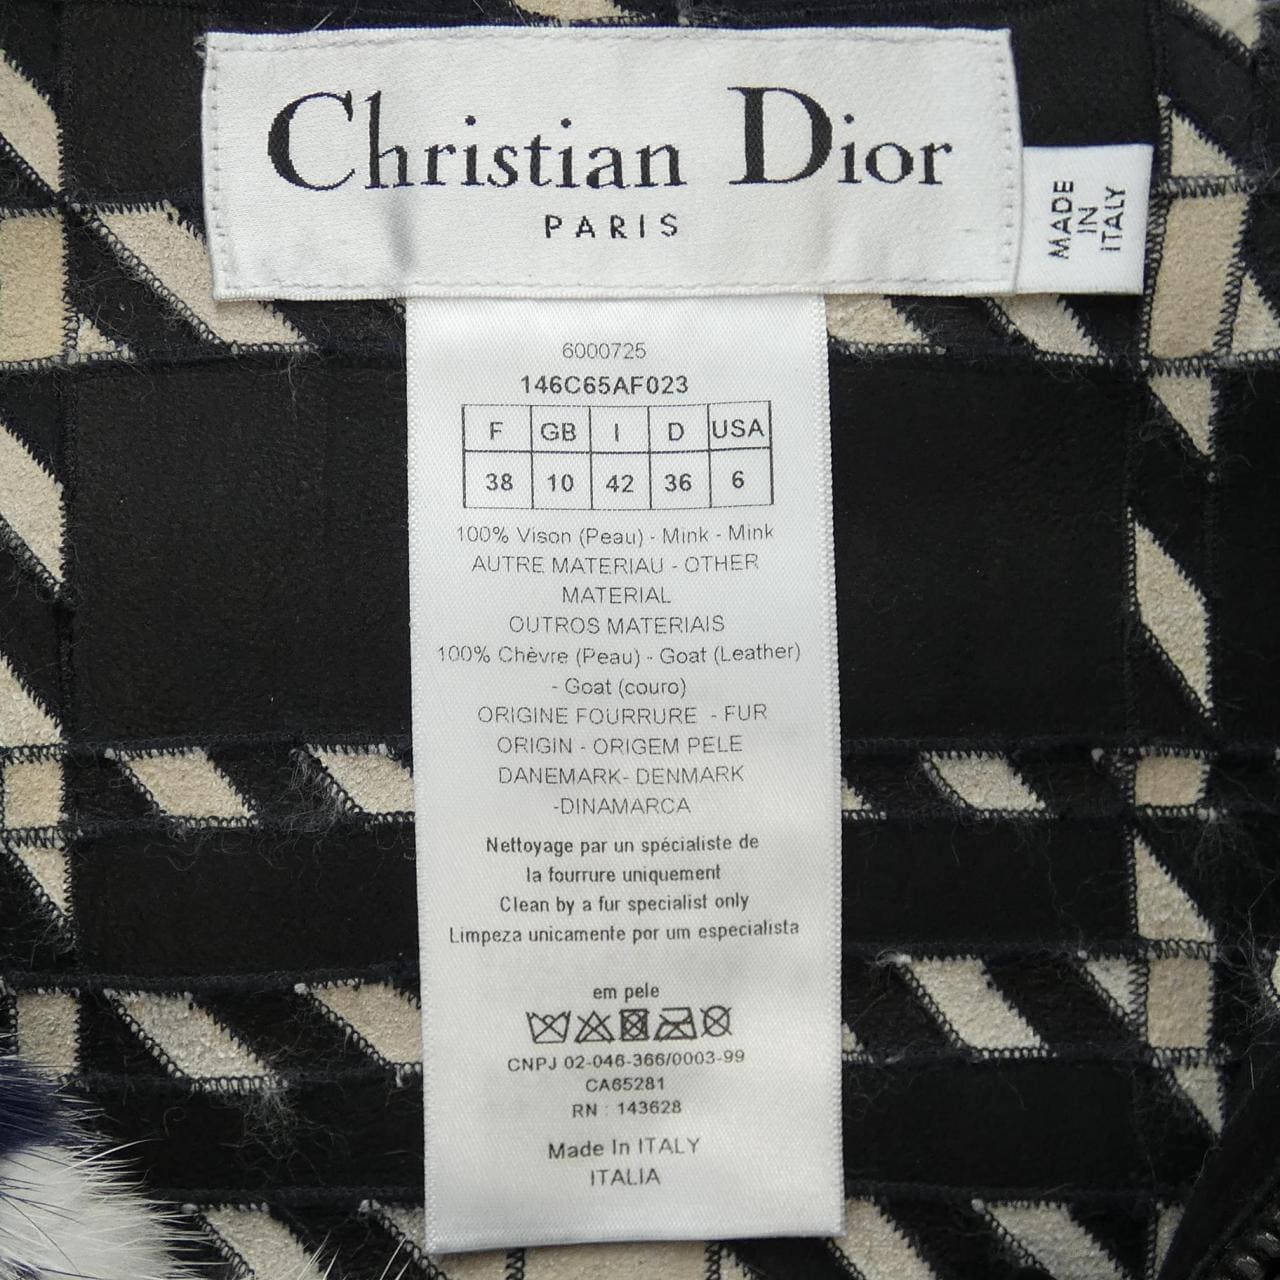 Christian Dior
PARIS
MADE
IN
ITALY
6000725
146C65AF023
F GB I D USA
38 10 42 36 6
100% Vison (Peau) - Mink - Mink
AUTRE MATERIAU - OTHER
MATERIAL
OUTROS MATERIAIS
100% Chèvre (Peau) - Goat (Leather)
- Goat (couro)
ORIGINE FOURRURE - FUR
ORIGIN - ORIGEM PELE
DANEMARK- DENMARK
-DINAMARCA
Nettoyage par un spécialiste de
la fourrure uniquement
Clean by a fur specialist only
Limpeza unicamente por um especialista
em pele
CNPJ 02-046-366/0003-99
CA65281
RN : 143628
Made In ITALY
ITALIA